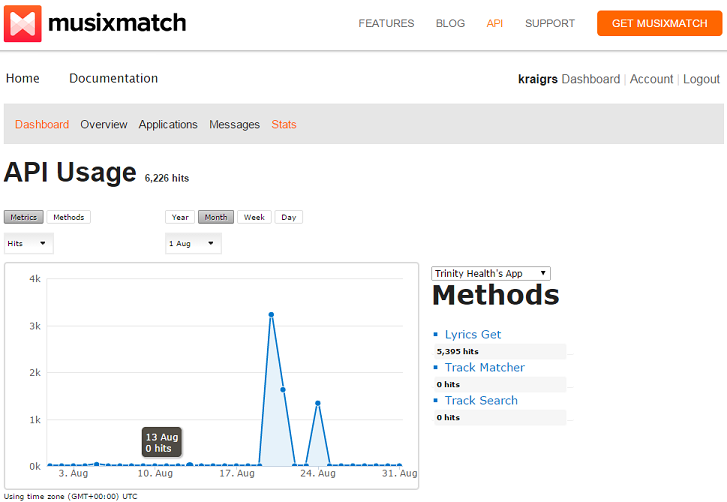 musixmatch
FEATURES BLOG API SUPPORT GET MUSIXMATCH
Home Documentation
kraigrs Dashboard | Account | Logout
Dashboard Overview Applications Messages Stats
API Usage 6,226 hits
Metrics Methods Year Month Week Day
Hits 1 Aug
Trinity Health's App
Methods
Lyrics Get
5,395 hits
Track Matcher
0 hits
Track Search
0 hits
4k
3k
2k
1k
0k
13 Aug
0 hits
3. Aug 10. Aug 17. Aug 24. Aug 31. Aug
Using time zone (GMT+00:00) UTC